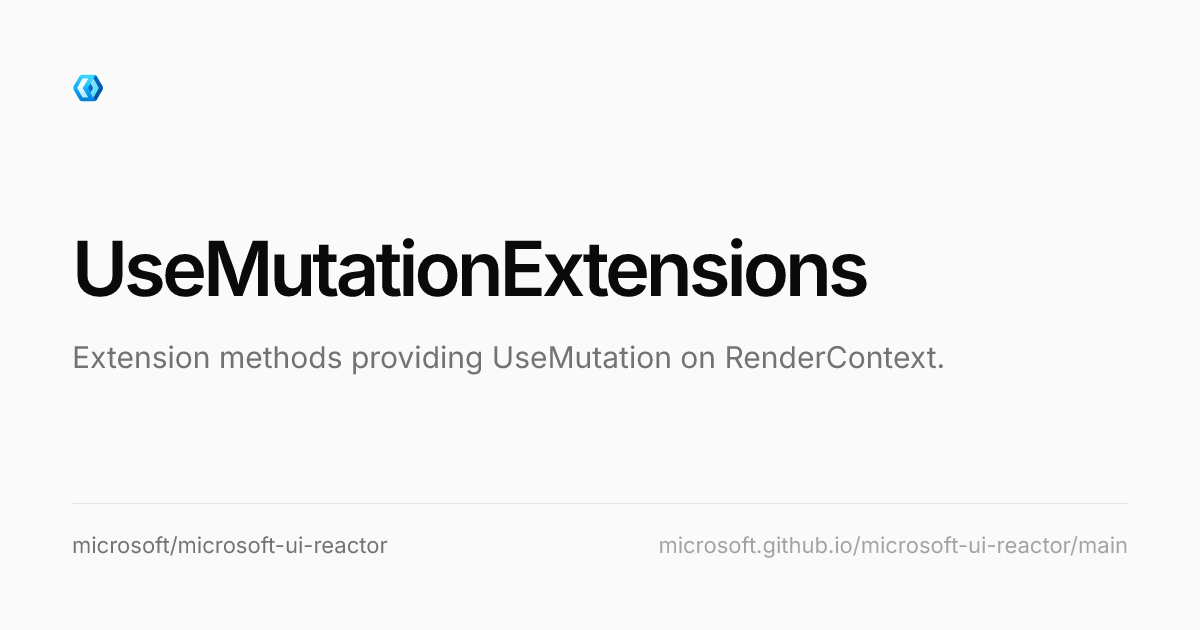 UseMutationExtensions
Extension methods providing UseMutation on RenderContext.
microsoft/microsoft-ui-reactor
microsoft.github.io/microsoft-ui-reactor/main